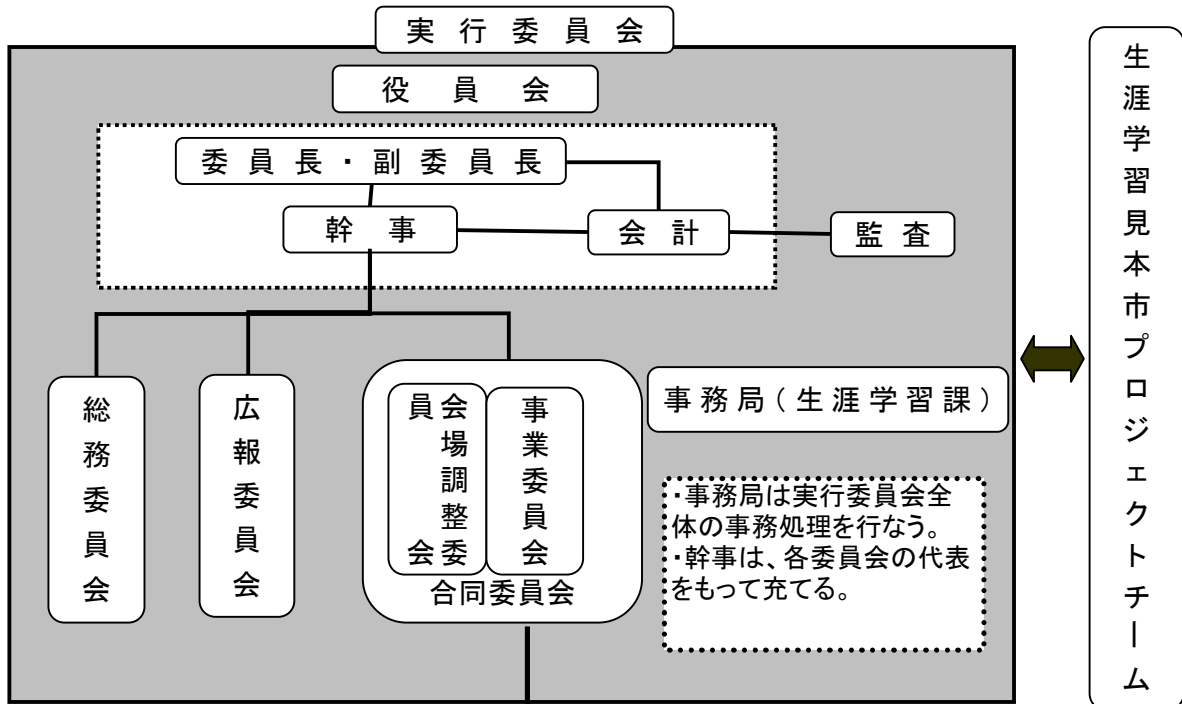 実行委員会
役員会
委員長・副委員長
幹事
会計
監査
総務委員会
広報委員会
会場調整委
員会
事業委員会
合同委員会
事務局(生涯学習課)
・事務局は実行委員会全
体の事務処理を行なう。
・幹事は、各委員会の代表
をもって充てる。
生涯学習見本市プロジェクトチーム